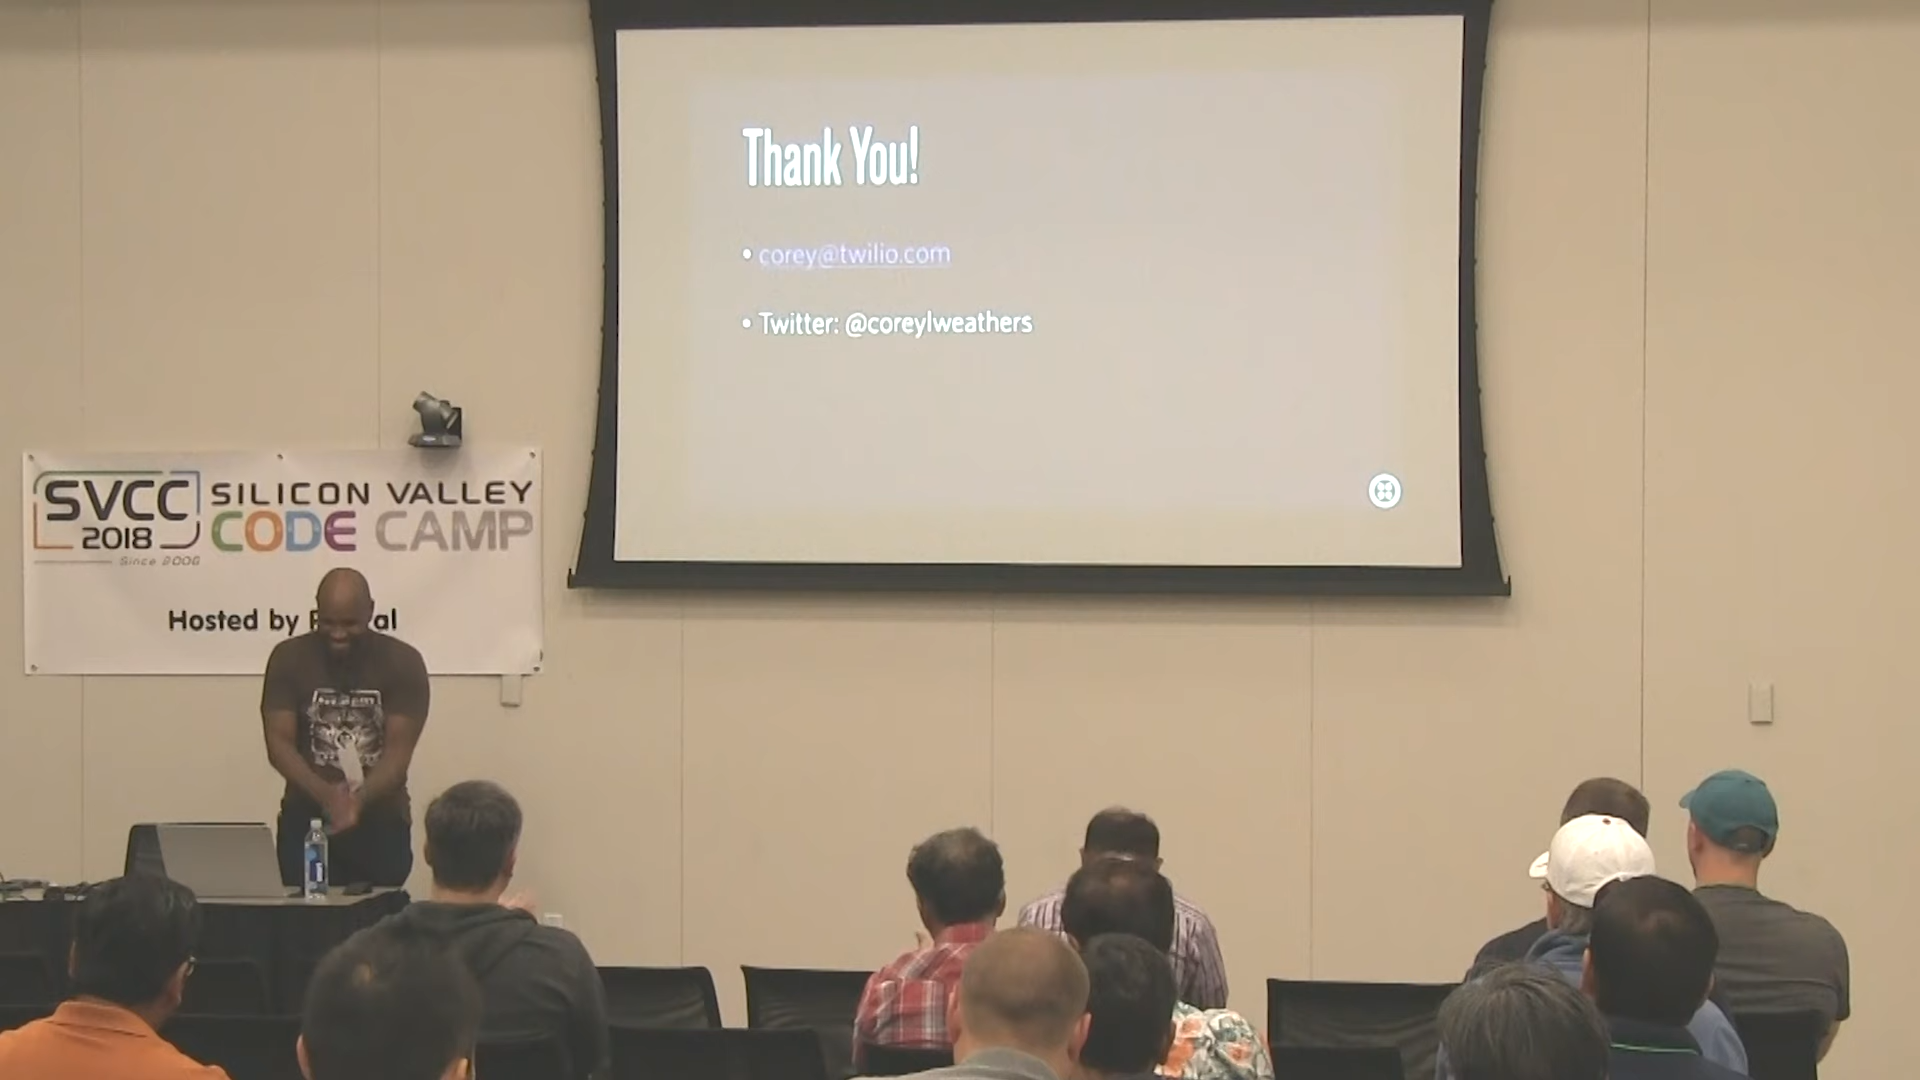 Thank You!
• corey@twilio.com
• Twitter: @coreylweathers
SVCC
2018
Since 2006
SILICON VALLEY
CODE CAMP
Hosted by